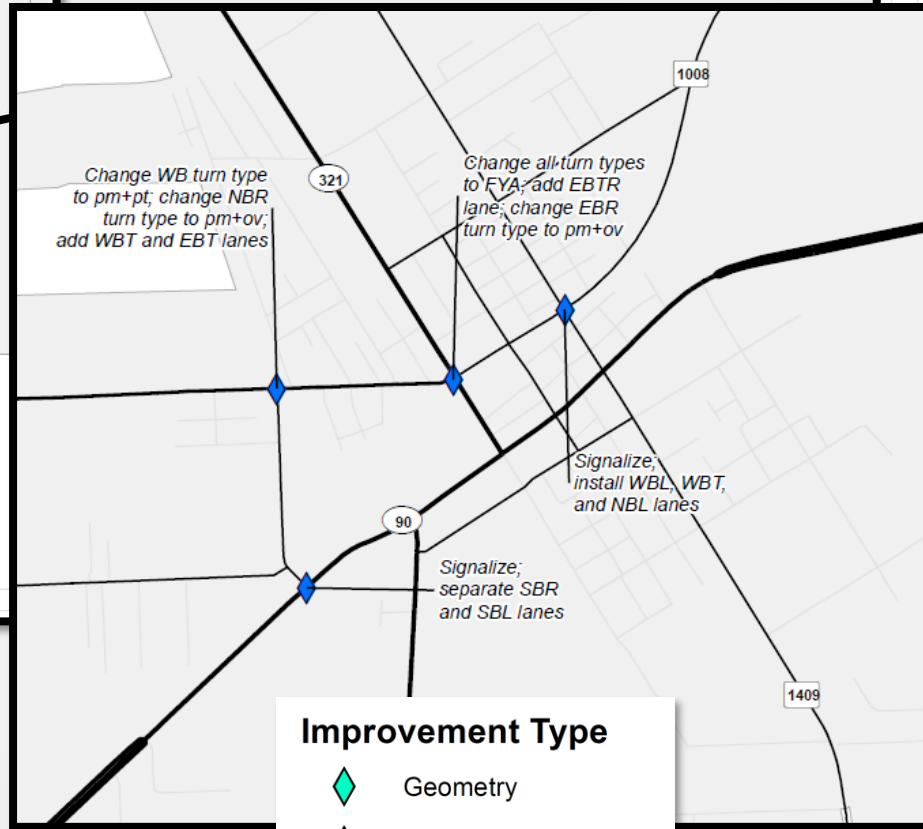 1008
Change WB turn type
to pm+pt; change NBR
turn type to pm+ov;
add WBT and EBT lanes
321
Change all turn types
to FYA; add EBTR
lane; change EBR
turn type to pm+ov
Signalize;
install WBL, WBT,
and NBL lanes
90
Signalize;
separate SBR
and SBL lanes
1409
Improvement Type
Geometry